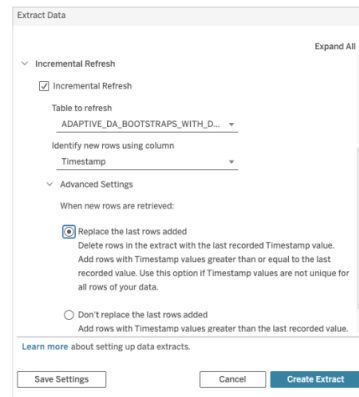 Extract Data
Expand All
Incremental Refresh
Incremental Refresh
Table to refresh
ADAPTIVE_DA_BOOTSTRAPS_WITH_D...
Identify new rows using column
Timestamp
Advanced Settings
When new rows are retrieved:
Replace the last rows added
Delete rows in the extract with the last recorded Timestamp value.
Add rows with Timestamp values greater than or equal to the last
recorded value. Use this option if Timestamp values are not unique for
all rows of your data.
Don't replace the last rows added
Add rows with Timestamp values greater than the last recorded value.
Learn more about setting up data extracts.
Save Settings
Cancel
Create Extract